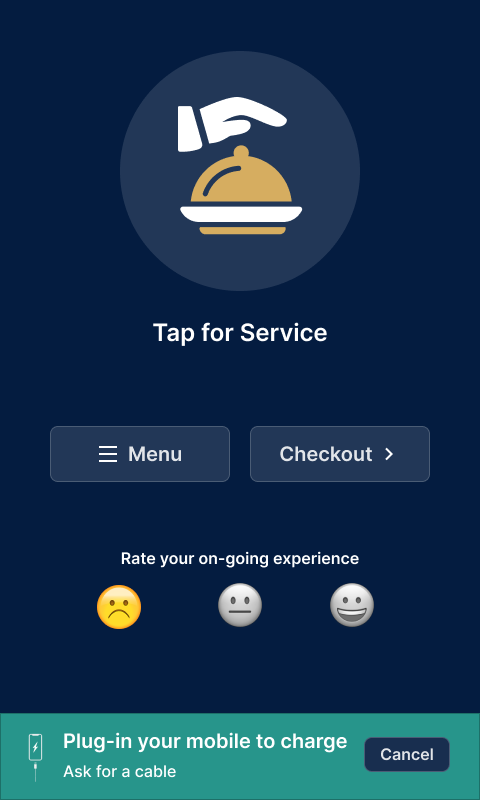 Tap for Service
Menu
Checkout
Rate your on-going experience
Plug-in your mobile to charge
Ask for a cable
Cancel